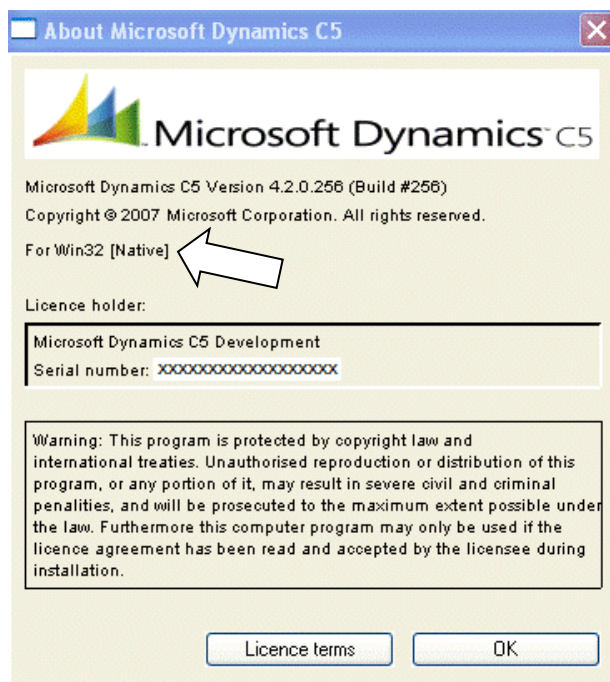 About Microsoft Dynamics C5
Microsoft Dynamics C5
Microsoft Dynamics C5 Version 4.2.0.256 (Build #256)
Copyright © 2007 Microsoft Corporation. All rights reserved.
For Win32 [Native]
Licence holder:
Microsoft Dynamics C5 Development
Serial number: XXXXXXXXXXXXXXXXXX
Warning: This program is protected by copyright law and
international treaties. Unauthorised reproduction or distribution of this
program, or any portion of it, may result in severe civil and criminal
penalities, and will be prosecuted to the maximum extent possible under
the law. Furthermore this computer program may only be used if the
licence agreement has been read and accepted by the licensee during
installation.
Licence terms
OK